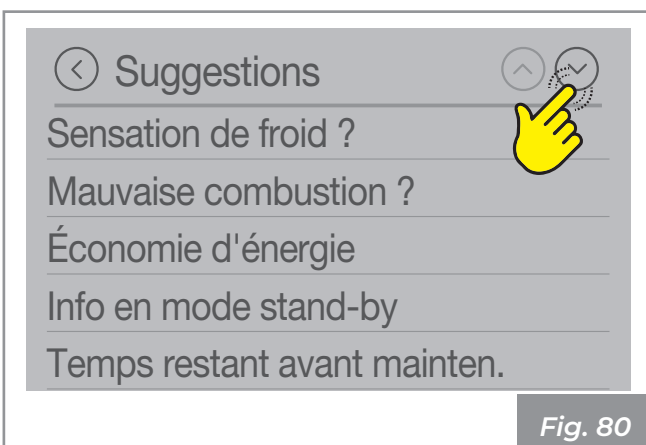 Suggestions
Sensation de froid ?
Mauvaise combustion ?
Économie d'énergie
Info en mode stand-by
Temps restant avant mainten.
Fig. 80